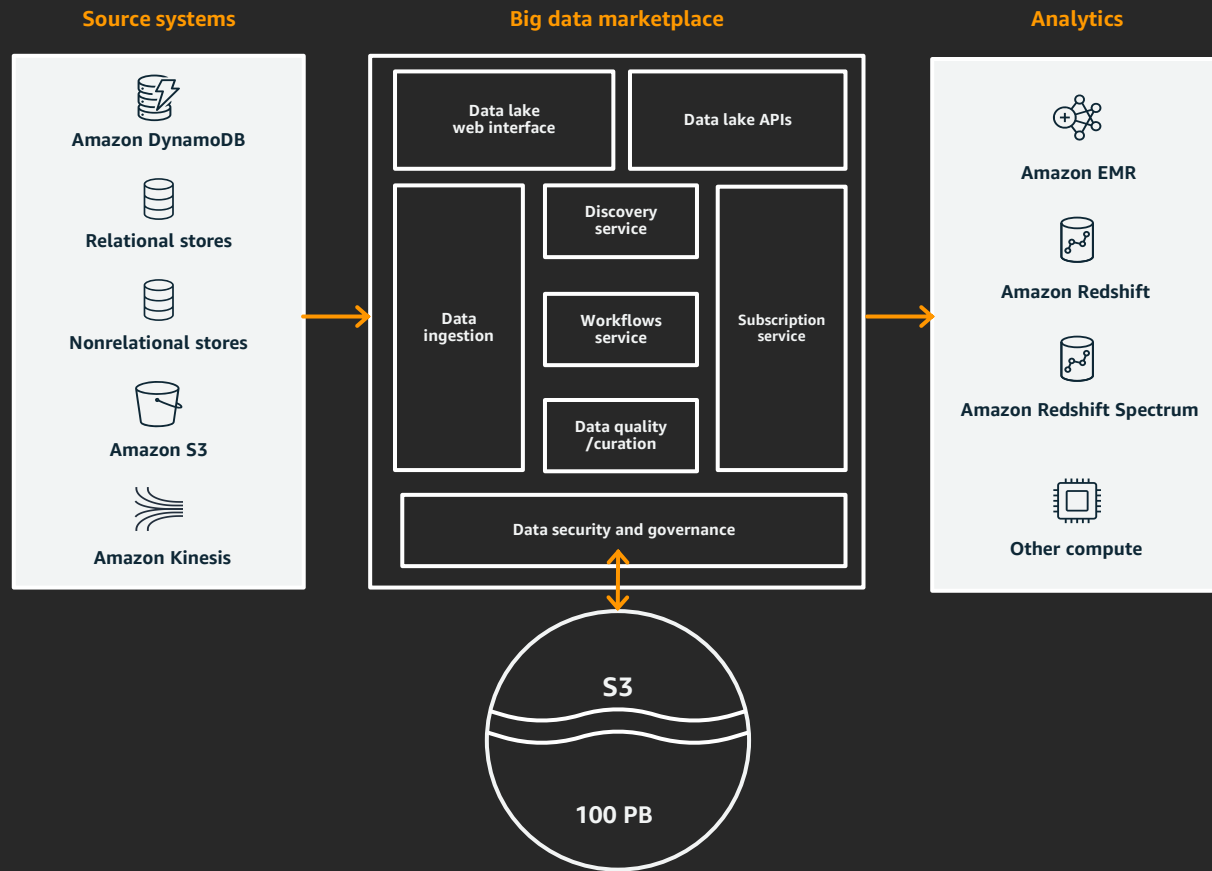 Source systems
Amazon DynamoDB
Relational stores
Nonrelational stores
Amazon S3
Amazon Kinesis
Big data marketplace
Data lake
web interface
Data lake APIs
Data
ingestion
Discovery
service
Workflows
service
Data quality
/curation
Subscription
service
Data security and governance
S3
100 PB
Analytics
Amazon EMR
Amazon Redshift
Amazon Redshift Spectrum
Other compute